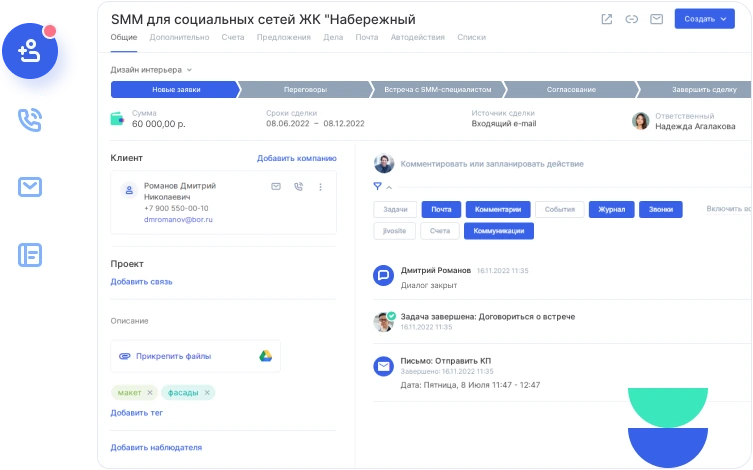 SMM для социальных сетей ЖК "Набережный
Создать
Общие Дополнительно Счета Предложения Дела Почта Автодействия Списки
Дизайн интерьера
Новые заявки Переговоры Встреча с SMM-специалистом Согласование Завершить сделку
Сумма
60 000,00 р.
Сроки сделки
08.06.2022 – 08.12.2022
Источник сделки
Входящий e-mail
Ответственный
Надежда Агалакова
Клиент Добавить компанию
Романов Дмитрий
Николаевич
+7 900 550-00-10
dmromanov@bor.ru
Проект
Добавить связь
Описание
Прикрепить файлы
макет × фасады ×
Добавить тег
Добавить наблюдателя
Комментировать или запланировать действие
Задачи Почта Комментарии События Журнал Звонки Включить
jivosite Счета Коммуникации
Дмитрий Романов 16.11.2022 11:35
Диалог закрыт
Задача завершена: Договориться о встрече
16.11.2022 11:35
Письмо: Отправить КП
Завершено: 16.11.2022 11:35
Дата: Пятница, 8 Июля 11:47 - 12:47